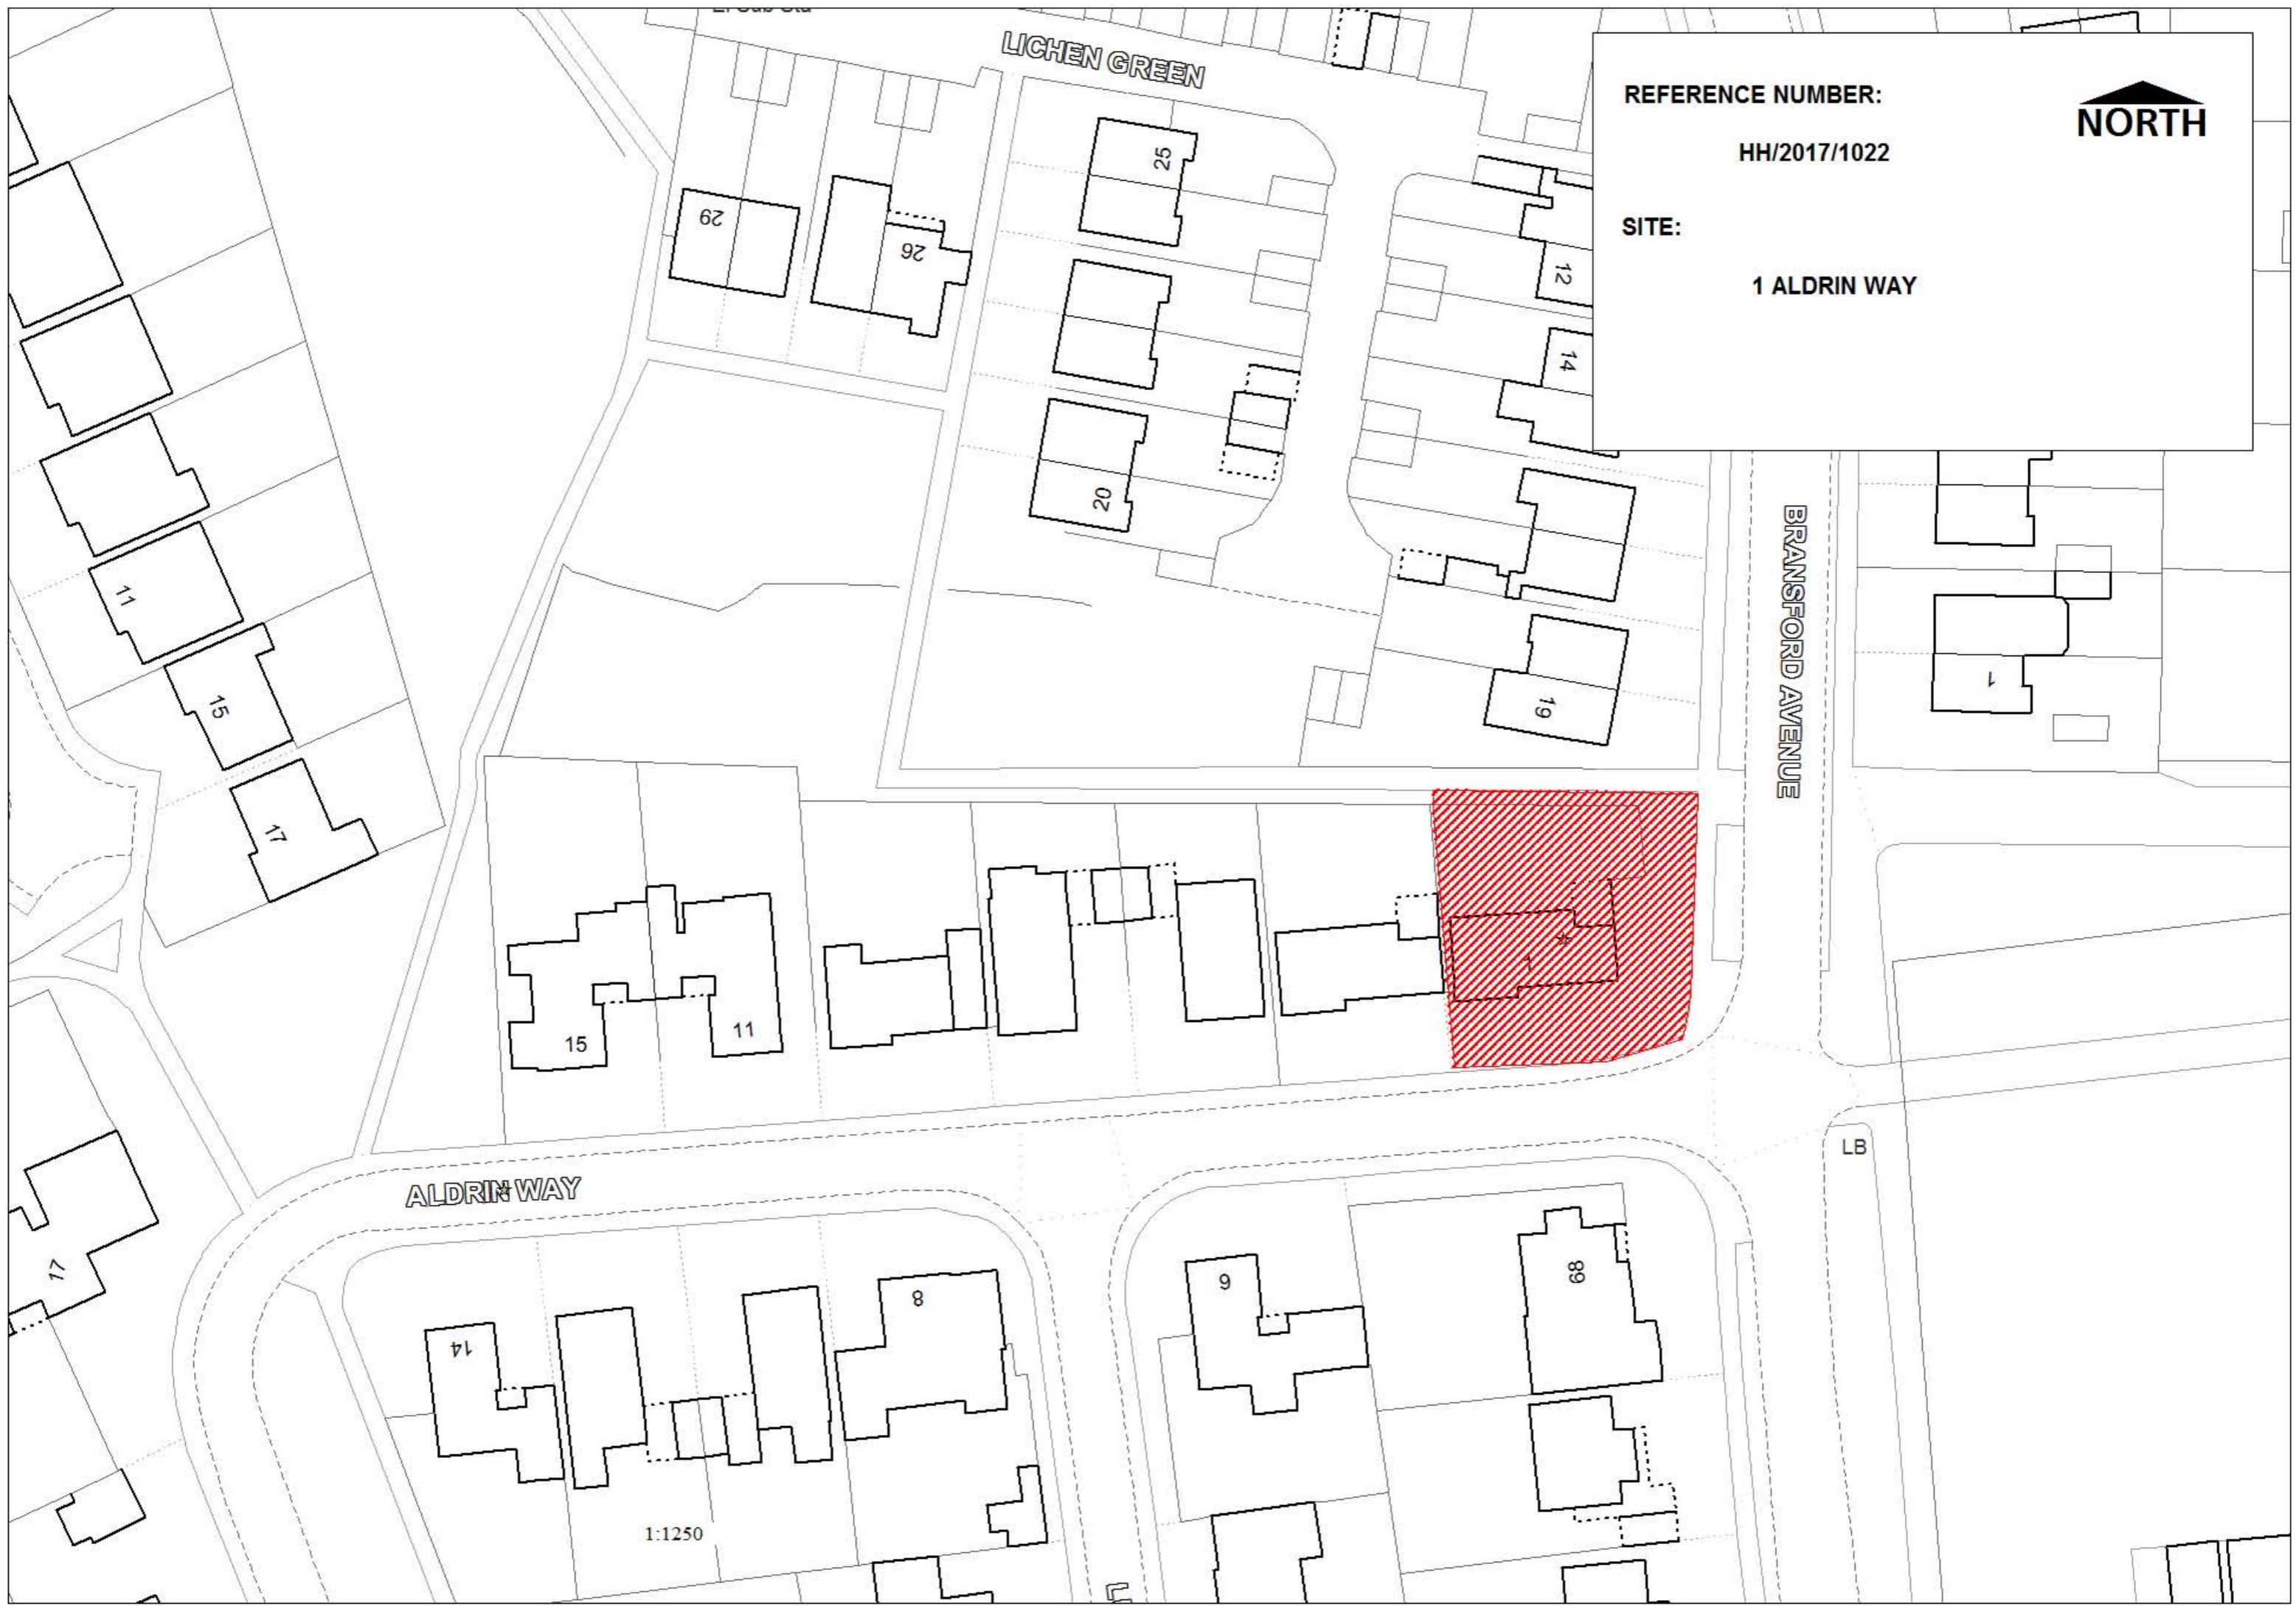 LICHEN GREEN
REFERENCE NUMBER:
NORTH
HH/2017/1022
SITE:
1 ALDRIN WAY
25
29
26
12
14
20
BRANSFORD AVENUE
11
15
19
1
17
1
15
11
LB
ALDRIN WAY
17
8
9
89
14
1:1250